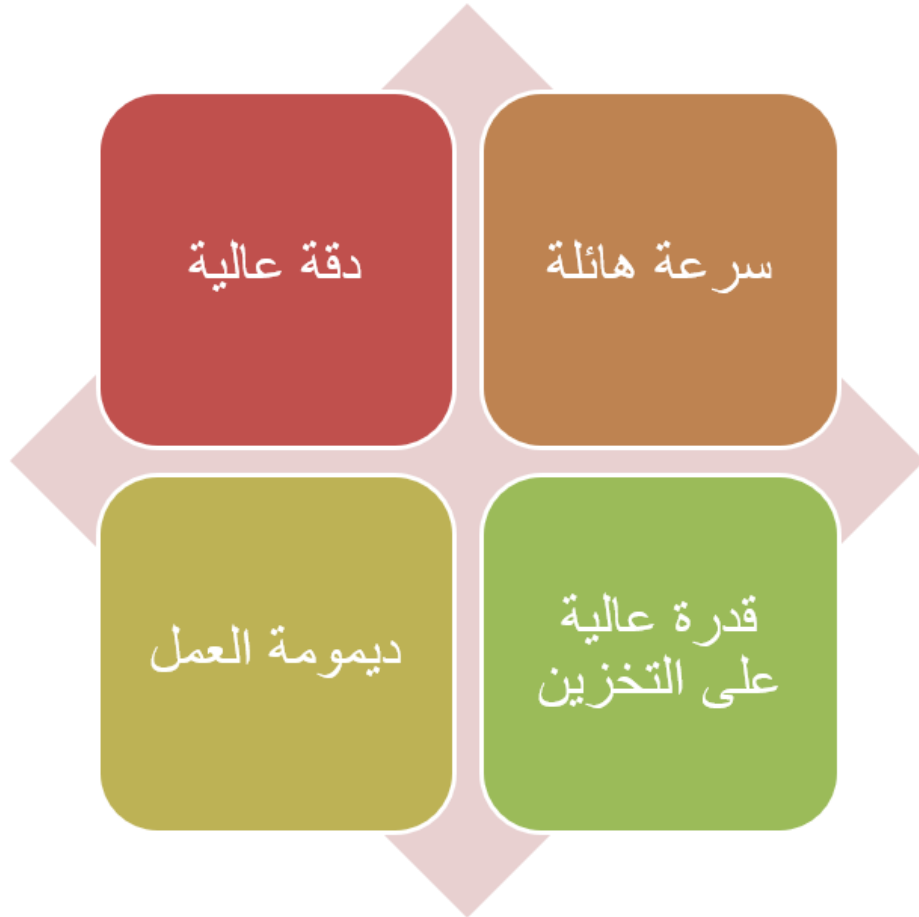 سرعة هائلة
دقة عالية
قدرة عالية
على التخزين
ديمومة العمل